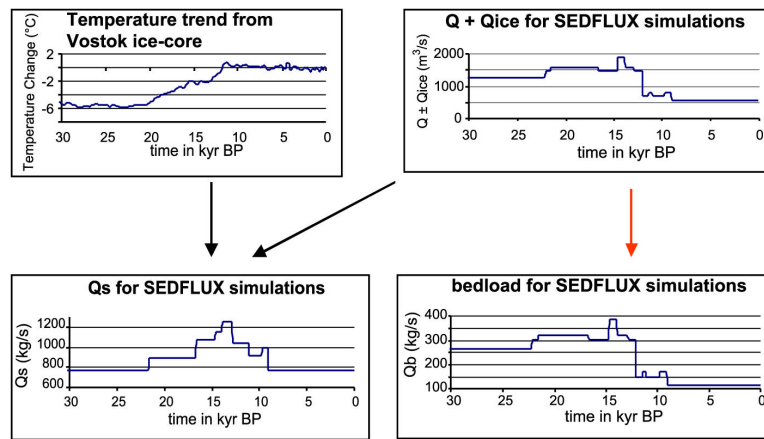 Temperature trend from
Vostok ice-core
Temperature Change (°C)
2
-2
-6
30 25 20 15 10 5 0
time in kyr BP
Q + Qice for SEDFLUX simulations
Q ± Qice (m³/s)
2000
1000
0
30 25 20 15 10 5 0
time in kyr BP
Qs for SEDFLUX simulations
Qs (kg/s)
1200
1000
800
600
30 25 20 15 10 5 0
time in kyr BP
bedload for SEDFLUX simulations
Qb (kg/s)
400
300
200
100
30 25 20 15 10 5 0
time in kyr BP